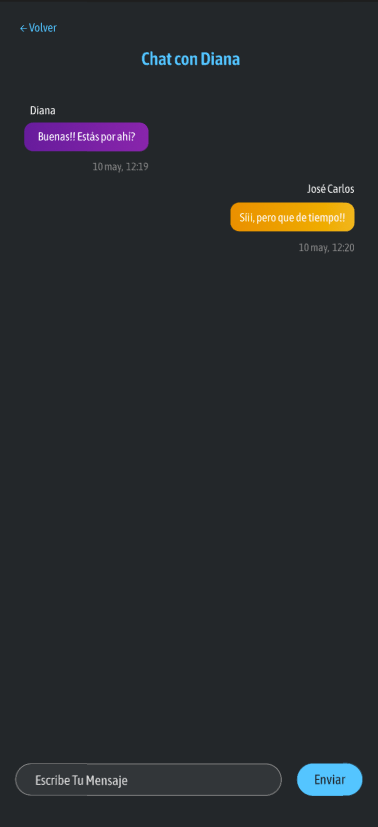 ← Volver
Chat con Diana
Diana
Buenas!! Estás por ahí?
10 may, 12:19
José Carlos
Siii, pero que de tiempo!!
10 may, 12:20
Escribe Tu Mensaje
Enviar